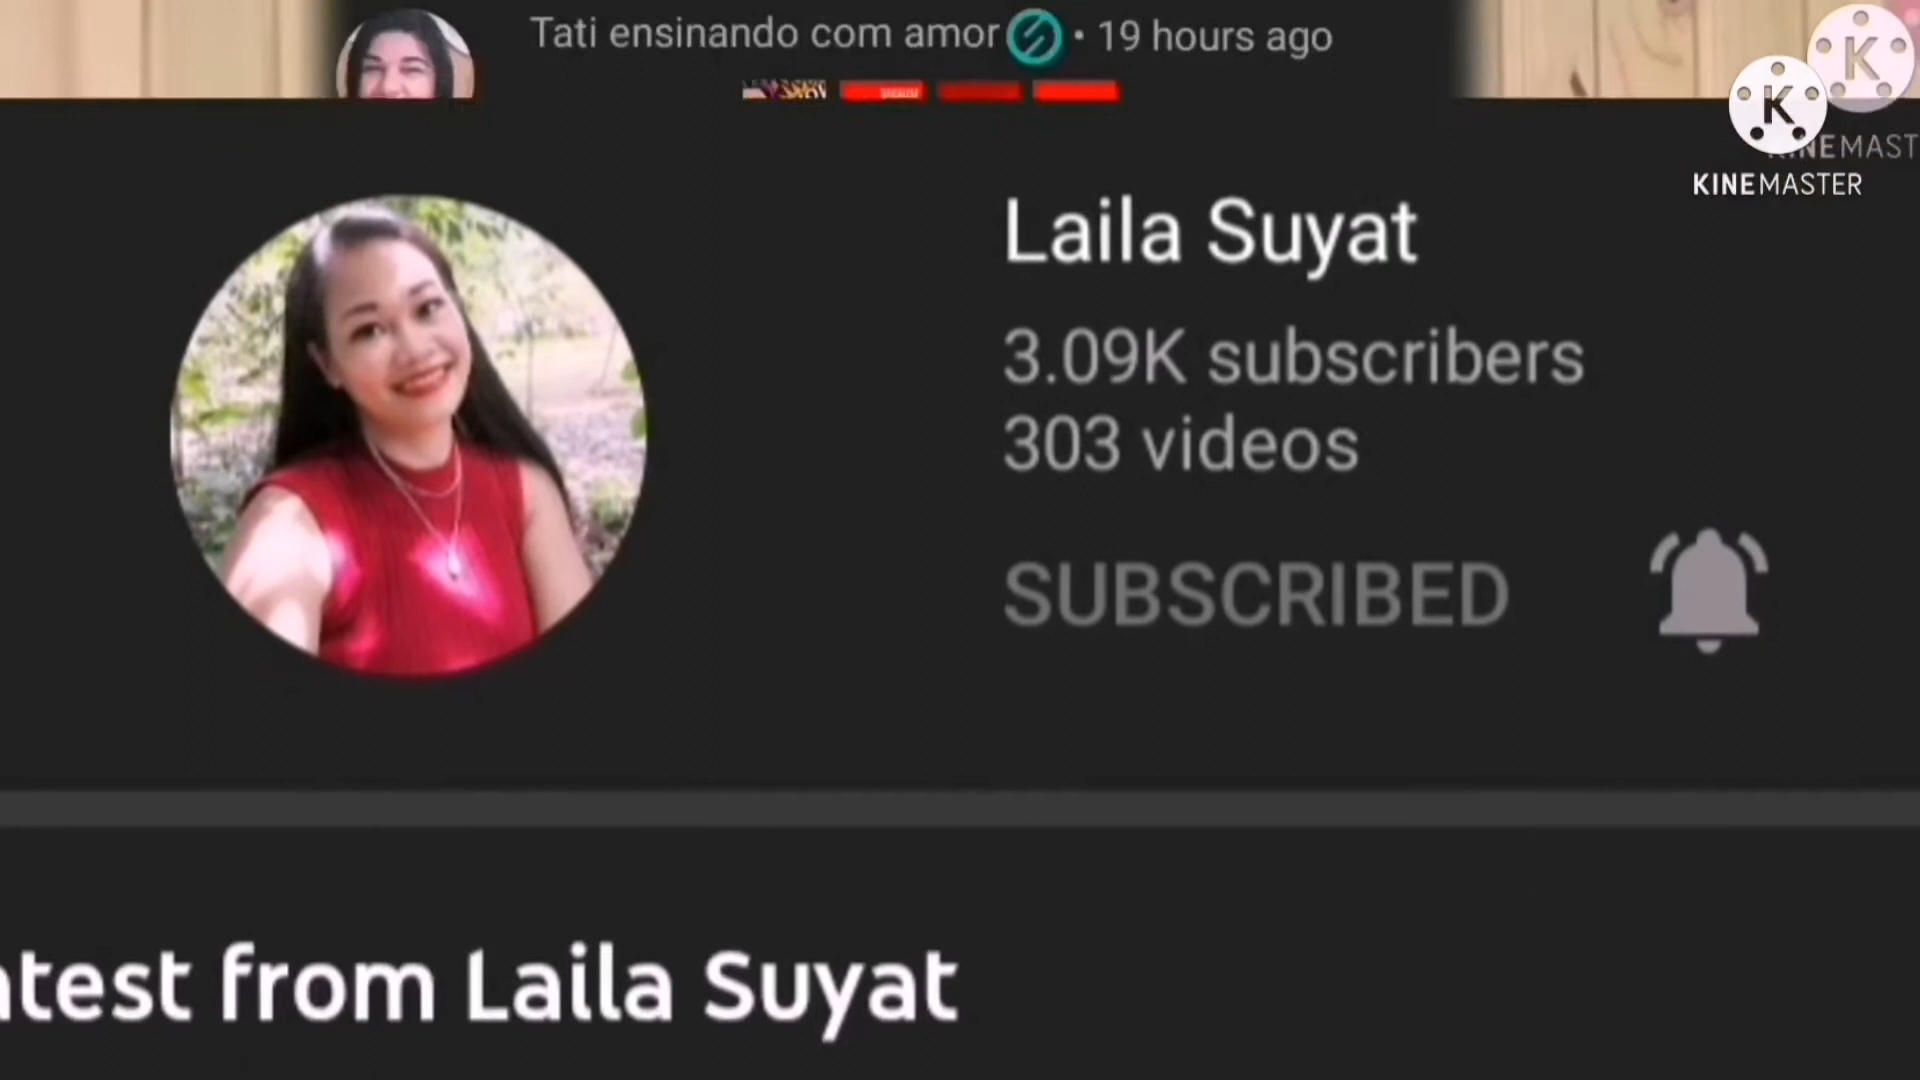 Tati ensinando com amor • 19 hours ago
K
K
KINEMAST
KINEMASTER
Laila Suyat
3.09K subscribers
303 videos
SUBSCRIBED
atest from Laila Suyat